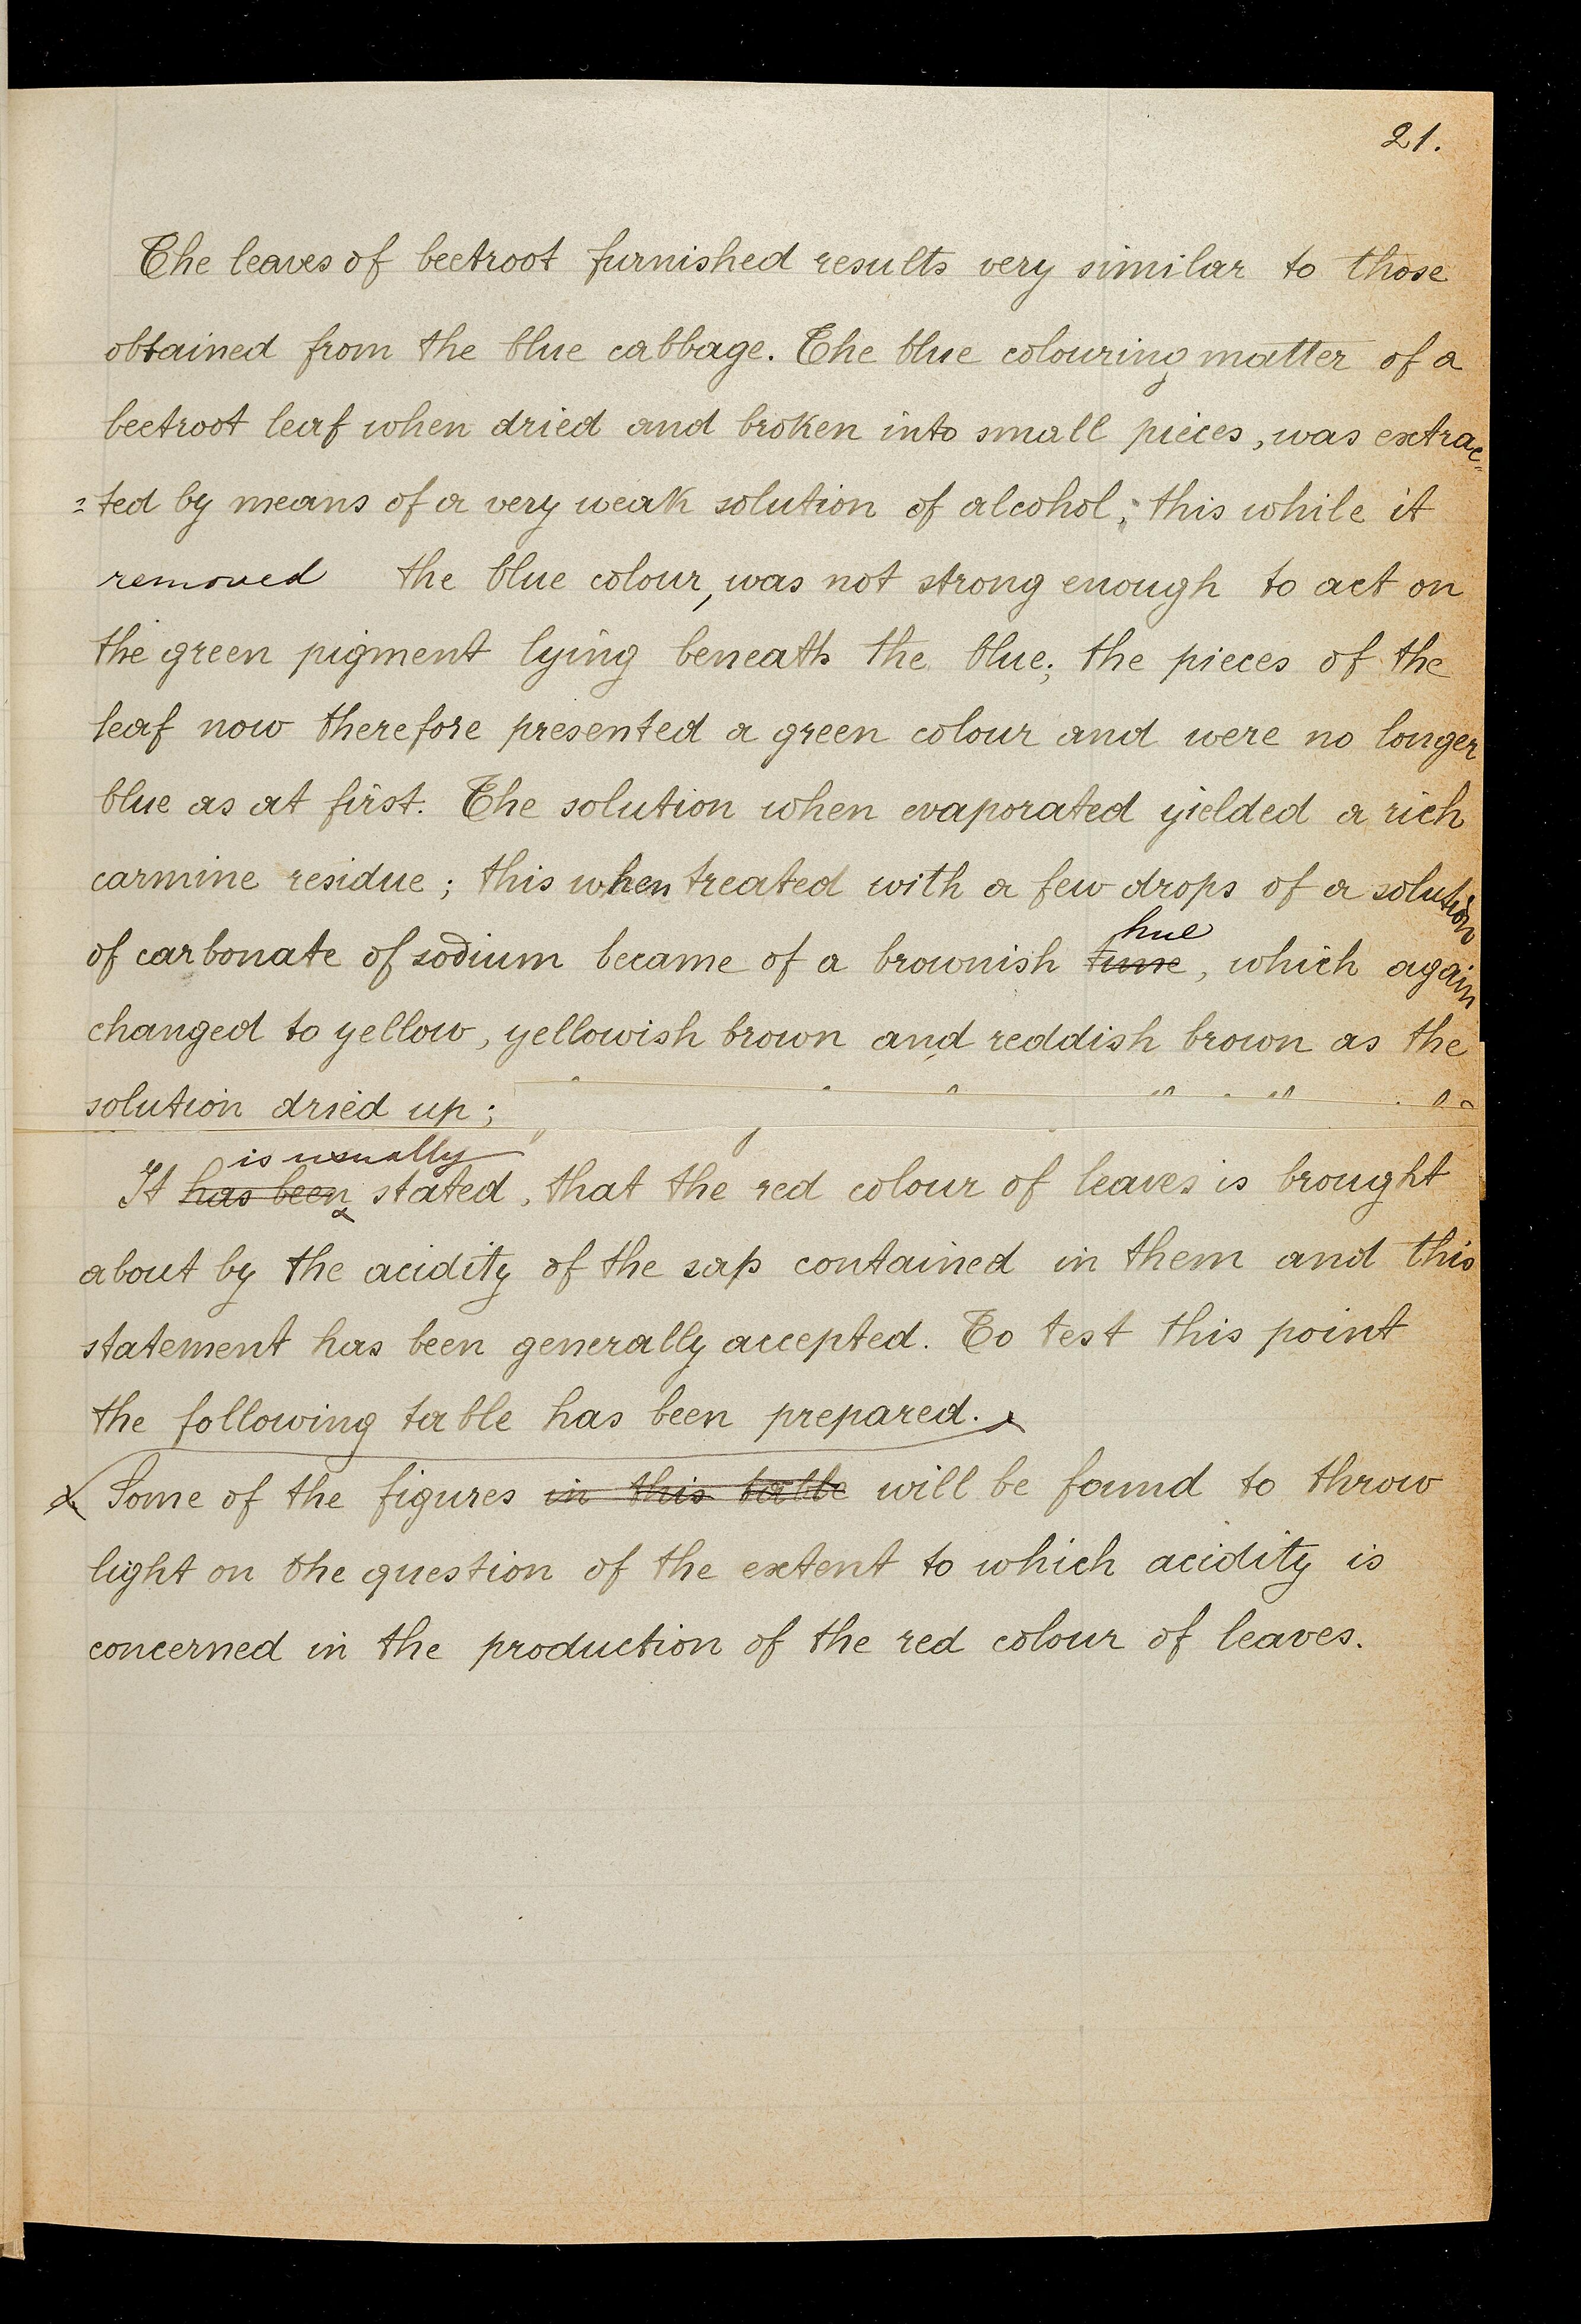 21.
The leaves of beetroot furnished results very similar to those
obtained from the blue cabbage. The blue colouring matter of a
beetroot leaf when dried and broken into small pieces, was extrac=
=ted by means of a very weak solution of alcohol; this while it
removed the blue colour, was not strong enough to act on
the green pigment lying beneath the blue; the pieces of the
leaf now therefore presented a green colour and were no longer
blue as at first. The solution when evaporated yielded a rich
carmine residue; this when treated with a few drops of a solution
hue
of carbonate of sodium became of a brownish , which again
changed to yellow, yellowish brown and reddish brown as the
solution dried up;
is usually
It has been stated, that the red colour of leaves is brought
about by the acidity of the sap contained in them and this
statement has been generally accepted. To test this point
the following table has been prepared. x
x Some of the figures in this table will be found to throw
light on the question of the extent to which acidity is
concerned in the production of the red colour of leaves.